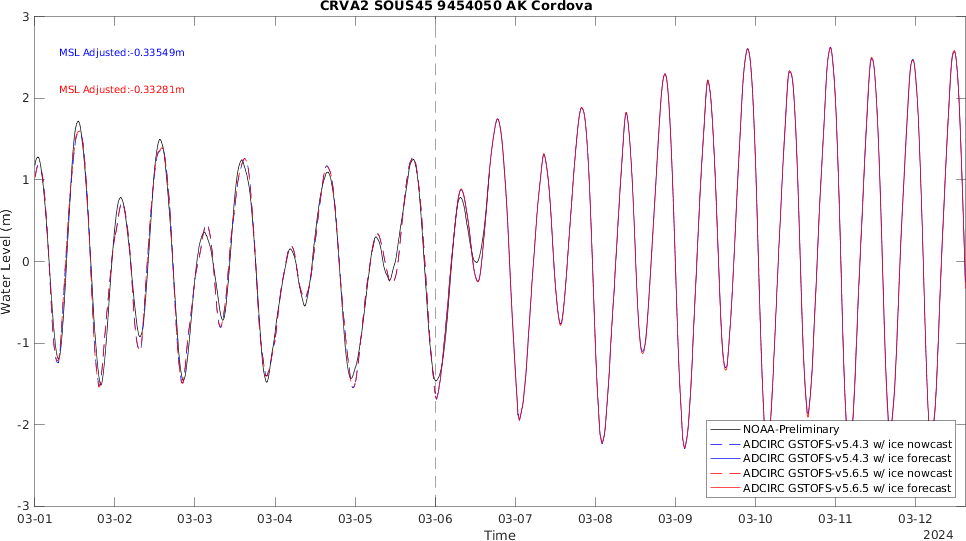 CRVA2 SOUS45 9454050 AK Cordova
3
2
1
0
-1
-2
-3
Water Level (m)
MSL Adjusted:-0.33549m
MSL Adjusted:-0.33281m
NOAA-Preliminary
ADCIRC GSTOFS-v5.4.3 w/ ice nowcast
ADCIRC GSTOFS-v5.4.3 w/ ice forecast
ADCIRC GSTOFS-v5.6.5 w/ ice nowcast
ADCIRC GSTOFS-v5.6.5 w/ ice forecast
03-01 03-02 03-03 03-04 03-05 03-06 03-07 03-08 03-09 03-10 03-11 03-12
Time
2024